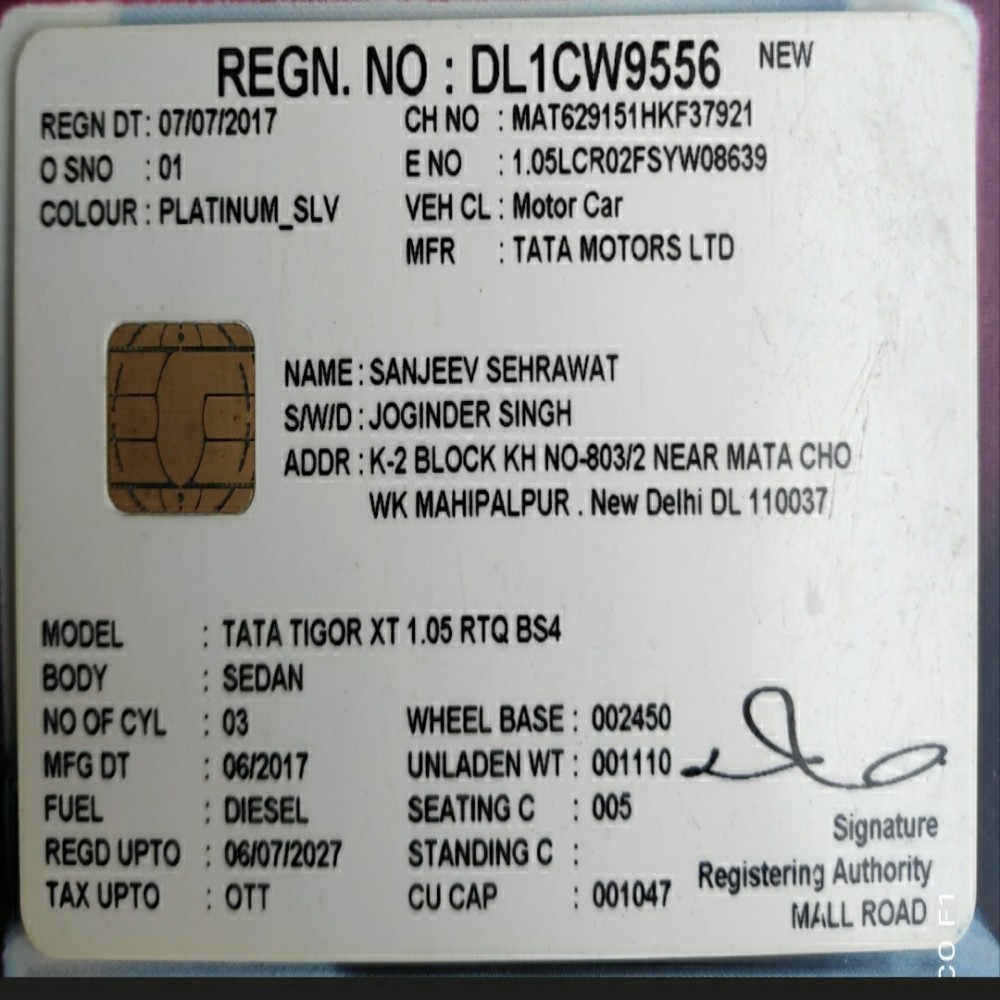 REGN. NO : DL1CW9556 NEW
REGN DT : 07/07/2017 CH NO : MAT629151HKF37921
O SNO : 01 E NO : 1.05LCR02FSYW08639
COLOUR : PLATINUM_SLV VEH CL : Motor Car
MFR : TATA MOTORS LTD
NAME : SANJEEV SEHRAWAT
S/W/D : JOGINDER SINGH
ADDR : K-2 BLOCK KH NO-803/2 NEAR MATA CHO
WK MAHIPALPUR . New Delhi DL 110037
MODEL : TATA TIGOR XT 1.05 RTQ BS4
BODY : SEDAN
NO OF CYL : 03 WHEEL BASE : 002450
MFG DT : 06/2017 UNLADEN WT : 001110
FUEL : DIESEL SEATING C : 005
REGD UPTO : 06/07/2027 STANDING C :
TAX UPTO : OTT CU CAP : 001047
Signature
Registering Authority
MALL ROAD
CO F1